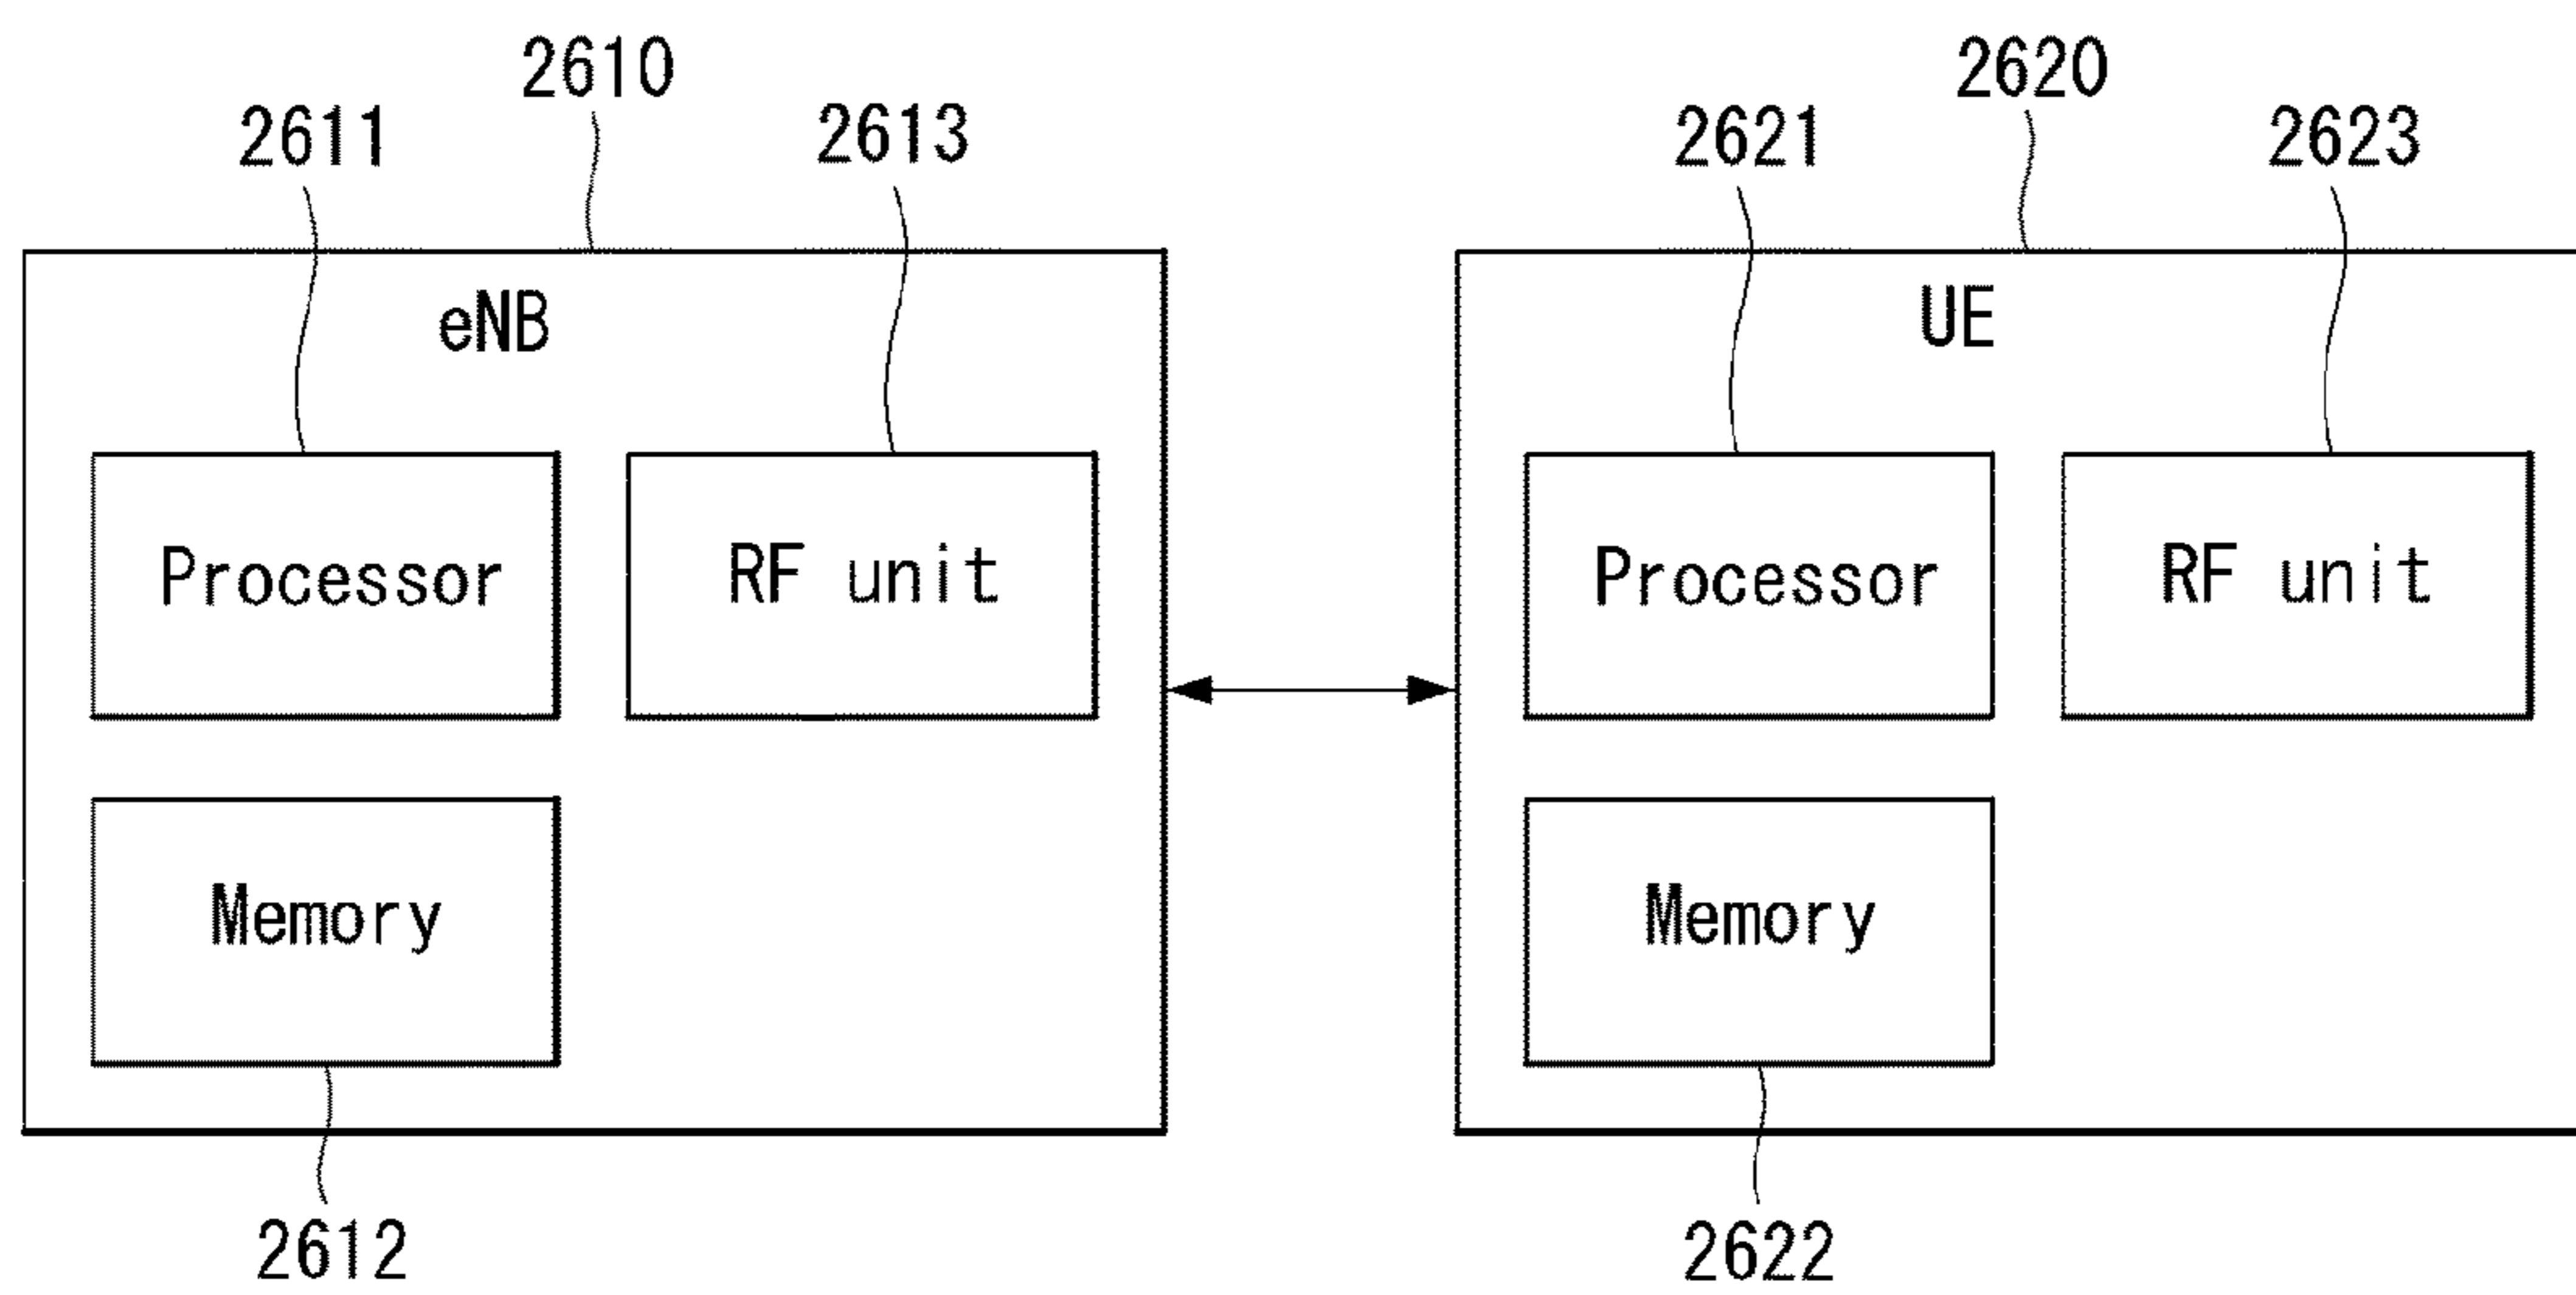 2610
2620
2611
2613
2621
2623
eNB
UE
Processor
RF unit
Processor
RF unit
Memory
Memory
2612
2622